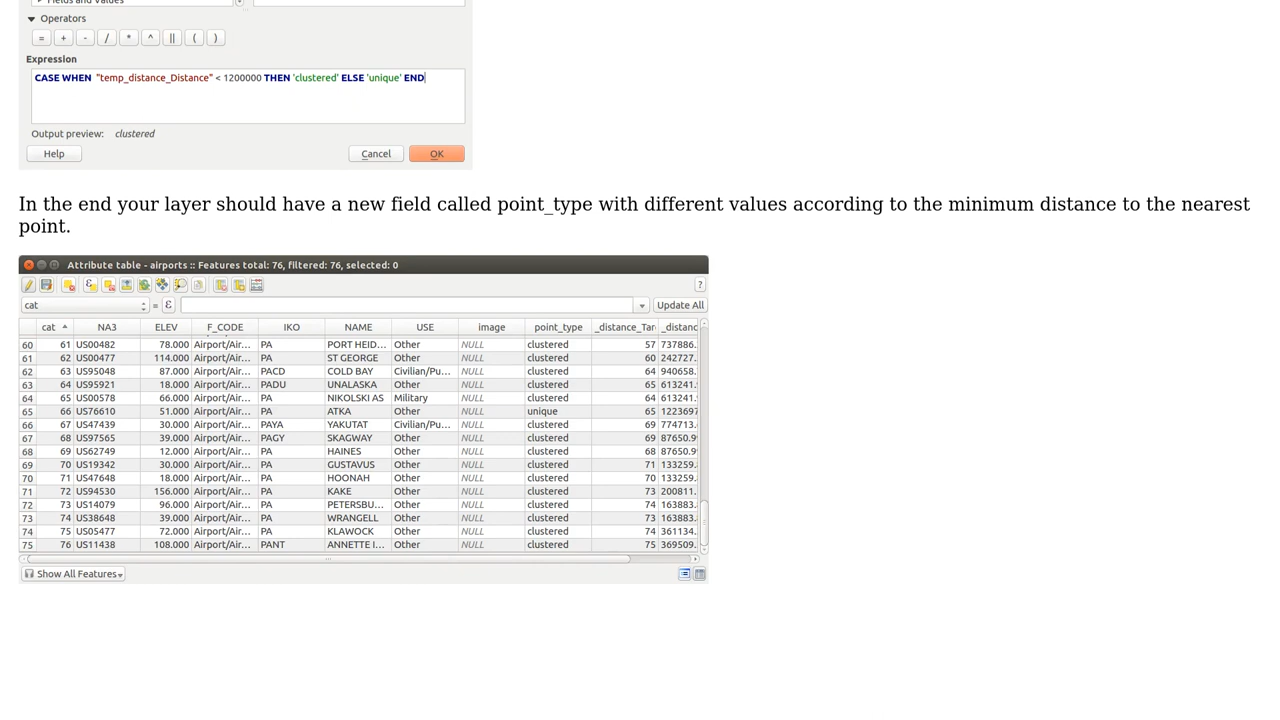 Fields and Values
Operators
= + - / * ^ || ( )
Expression
CASE WHEN "temp_distance_Distance" < 1200000 THEN 'clustered' ELSE 'unique' END
Output preview: clustered
Help Cancel OK
In the end your layer should have a new field called point_type with different values according to the minimum distance to the nearest
point.
Attribute table - airports :: Features total: 76, filtered: 76, selected: 0
?
cat = ε Update All
cat NA3 ELEV F_CODE IKO NAME USE image point_type _distance_Tar _distanc
60 61 US00482 78.000 Airport/Air... PA PORT HEID... Other NULL clustered 57 737886.
61 62 US00477 114.000 Airport/Air... PA ST GEORGE Other NULL clustered 60 242727.
62 63 US95048 87.000 Airport/Air... PACD COLD BAY Civilian/Pu... NULL clustered 64 940658.
63 64 US95921 18.000 Airport/Air... PADU UNALASKA Other NULL clustered 65 613241.
64 65 US00578 66.000 Airport/Air... PA NIKOLSKI AS Military NULL clustered 64 613241.
65 66 US76610 51.000 Airport/Air... PA ATKA Other NULL unique 65 1223697
66 67 US47439 30.000 Airport/Air... PAYA YAKUTAT Civilian/Pu... NULL clustered 69 774713.
67 68 US97565 39.000 Airport/Air... PAGY SKAGWAY Other NULL clustered 69 87650.9
68 69 US62749 12.000 Airport/Air... PA HAINES Other NULL clustered 68 87650.9
69 70 US19342 30.000 Airport/Air... PA GUSTAVUS Other NULL clustered 71 133259.
70 71 US47648 18.000 Airport/Air... PA HOONAH Other NULL clustered 70 133259.
71 72 US94530 156.000 Airport/Air... PA KAKE Other NULL clustered 73 200811.
72 73 US14079 96.000 Airport/Air... PA PETERSBU... Other NULL clustered 74 163883.
73 74 US38648 39.000 Airport/Air... PA WRANGELL Other NULL clustered 73 163883.
74 75 US05477 72.000 Airport/Air... PA KLAWOCK Other NULL clustered 74 361134.
75 76 US11438 108.000 Airport/Air... PANT ANNETTE I... Other NULL clustered 75 369509.
Show All Features